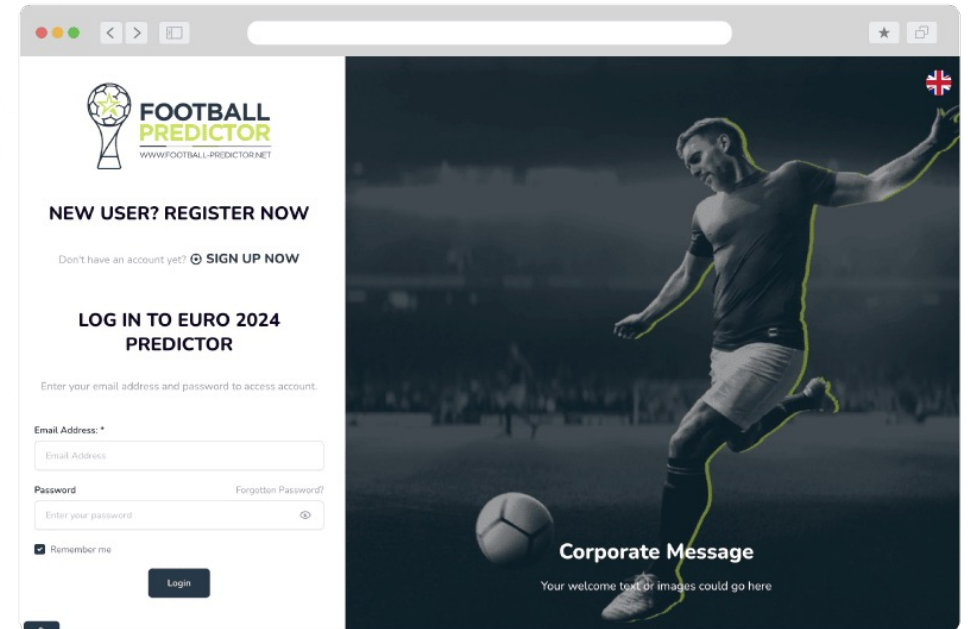 FOOTBALL
PREDICTOR
WWW.FOOTBALL-PREDICTOR.NET
NEW USER? REGISTER NOW
Don't have an account yet? SIGN UP NOW
LOG IN TO EURO 2024
PREDICTOR
Enter your email address and password to access account.
Email Address: *
Email Address
Password Forgotten Password?
Enter your password
Remember me
Login
Corporate Message
Your welcome text or images could go here